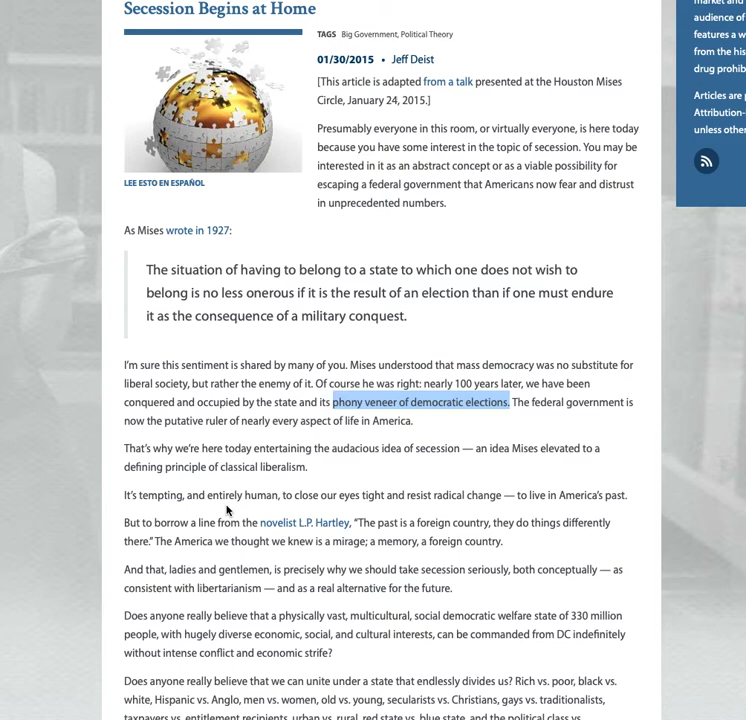 Secession Begins at Home
TAGS Big Government, Political Theory
01/30/2015 • Jeff Deist
[This article is adapted from a talk presented at the Houston Mises
Circle, January 24, 2015.]
Presumably everyone in this room, or virtually everyone, is here today
because you have some interest in the topic of secession. You may be
interested in it as an abstract concept or as a viable possibility for
escaping a federal government that Americans now fear and distrust
in unprecedented numbers.
LEE ESTO EN ESPAÑOL
As Mises wrote in 1927:
The situation of having to belong to a state to which one does not wish to
belong is no less onerous if it is the result of an election than if one must endure
it as the consequence of a military conquest.
I’m sure this sentiment is shared by many of you. Mises understood that mass democracy was no substitute for
liberal society, but rather the enemy of it. Of course he was right: nearly 100 years later, we have been
conquered and occupied by the state and its phony veneer of democratic elections. The federal government is
now the putative ruler of nearly every aspect of life in America.
That’s why we’re here today entertaining the audacious idea of secession — an idea Mises elevated to a
defining principle of classical liberalism.
It’s tempting, and entirely human, to close our eyes tight and resist radical change — to live in America’s past.
But to borrow a line from the novelist L.P. Hartley, “The past is a foreign country, they do things differently
there.” The America we thought we knew is a mirage; a memory, a foreign country.
And that, ladies and gentlemen, is precisely why we should take secession seriously, both conceptually — as
consistent with libertarianism — and as a real alternative for the future.
Does anyone really believe that a physically vast, multicultural, social democratic welfare state of 330 million
people, with hugely diverse economic, social, and cultural interests, can be commanded from DC indefinitely
without intense conflict and economic strife?
Does anyone really believe that we can unite under a state that endlessly divides us? Rich vs. poor, black vs.
white, Hispanic vs. Anglo, men vs. women, old vs. young, secularists vs. Christians, gays vs. traditionalists,
taxpayers vs. entitlement recipients, urban vs. rural, red state vs. blue state, and the political class vs.
market and
audience of
features a w
from the his
drug prohib
Articles are
Attribution-
unless other